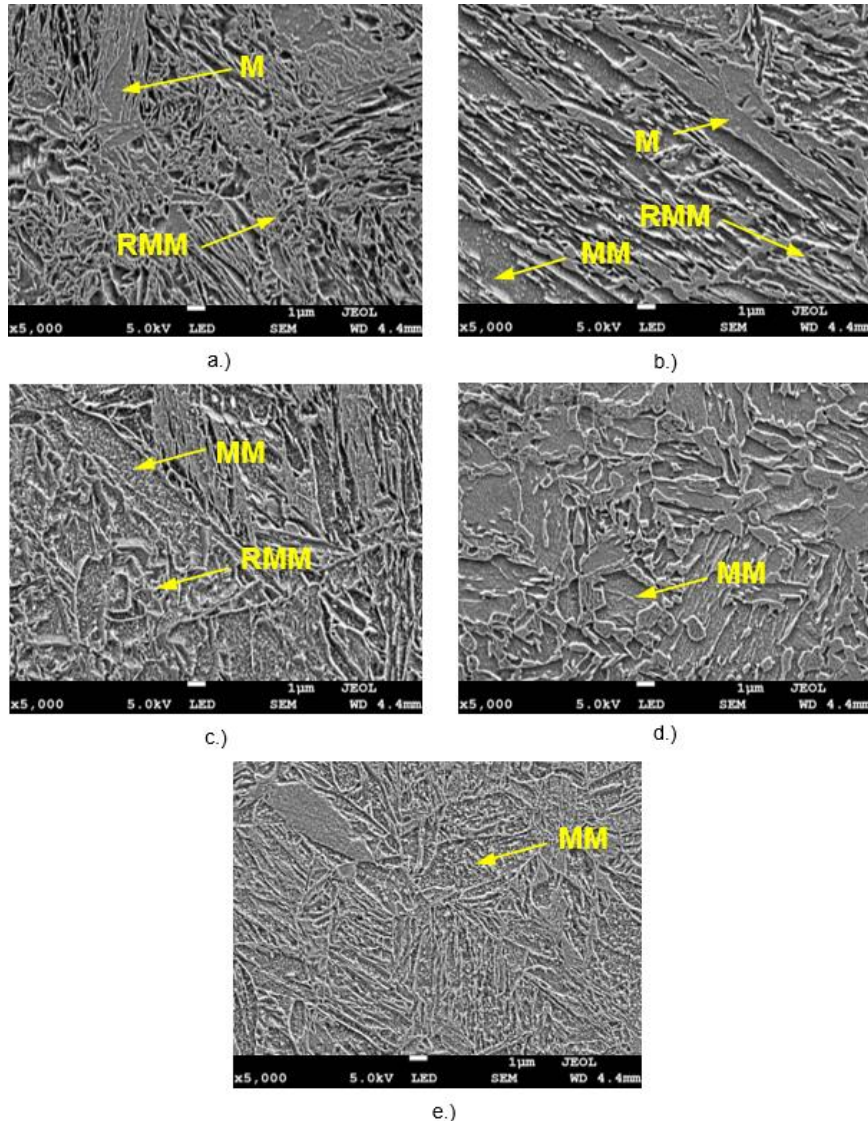 M
RMM
x5,000 5.0kV LED SEM 1µm JEOL WD 4.4mm
a.)
M
RMM
MM
x5,000 5.0kV LED SEM 1µm JEOL WD 4.4mm
b.)
MM
RMM
x5,000 5.0kV LED SEM 1µm JEOL WD 4.4mm
c.)
MM
x5,000 5.0kV LED SEM 1µm JEOL WD 4.4mm
d.)
MM
x5,000 5.0kV LED SEM 1µm JEOL WD 4.4mm
e.)